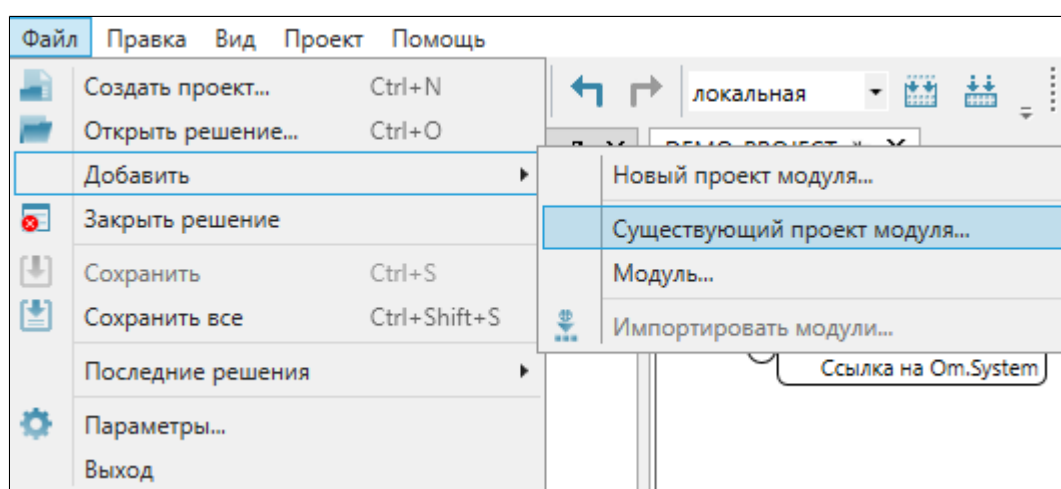 Файл Правка Вид Проект Помощь
Создать проект... Ctrl+N
локальная
Открыть решение... Ctrl+O
Добавить
Новый проект модуля...
Закрыть решение
Существующий проект модуля...
Сохранить Ctrl+S
Модуль...
Сохранить все Ctrl+Shift+S
Импортировать модули...
Последние решения
Ссылка на Om.System
Параметры...
Выход